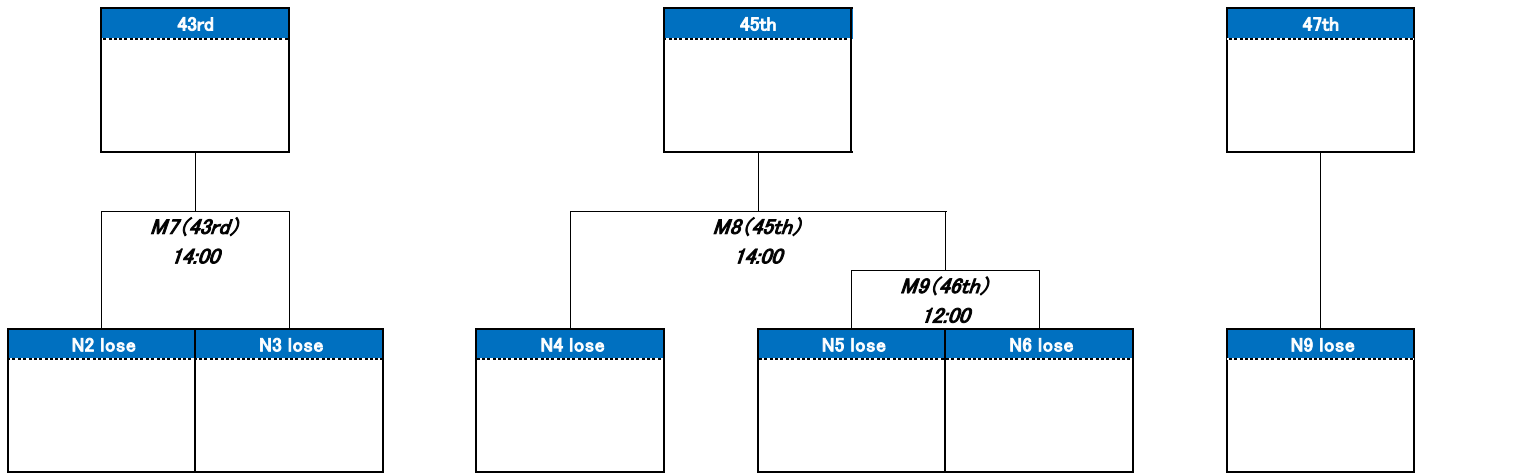 43rd
45th
47th
M7(43rd)
14:00
M8(45th)
14:00
M9(46th)
12:00
N2 lose
N3 lose
N4 lose
N5 lose
N6 lose
N9 lose